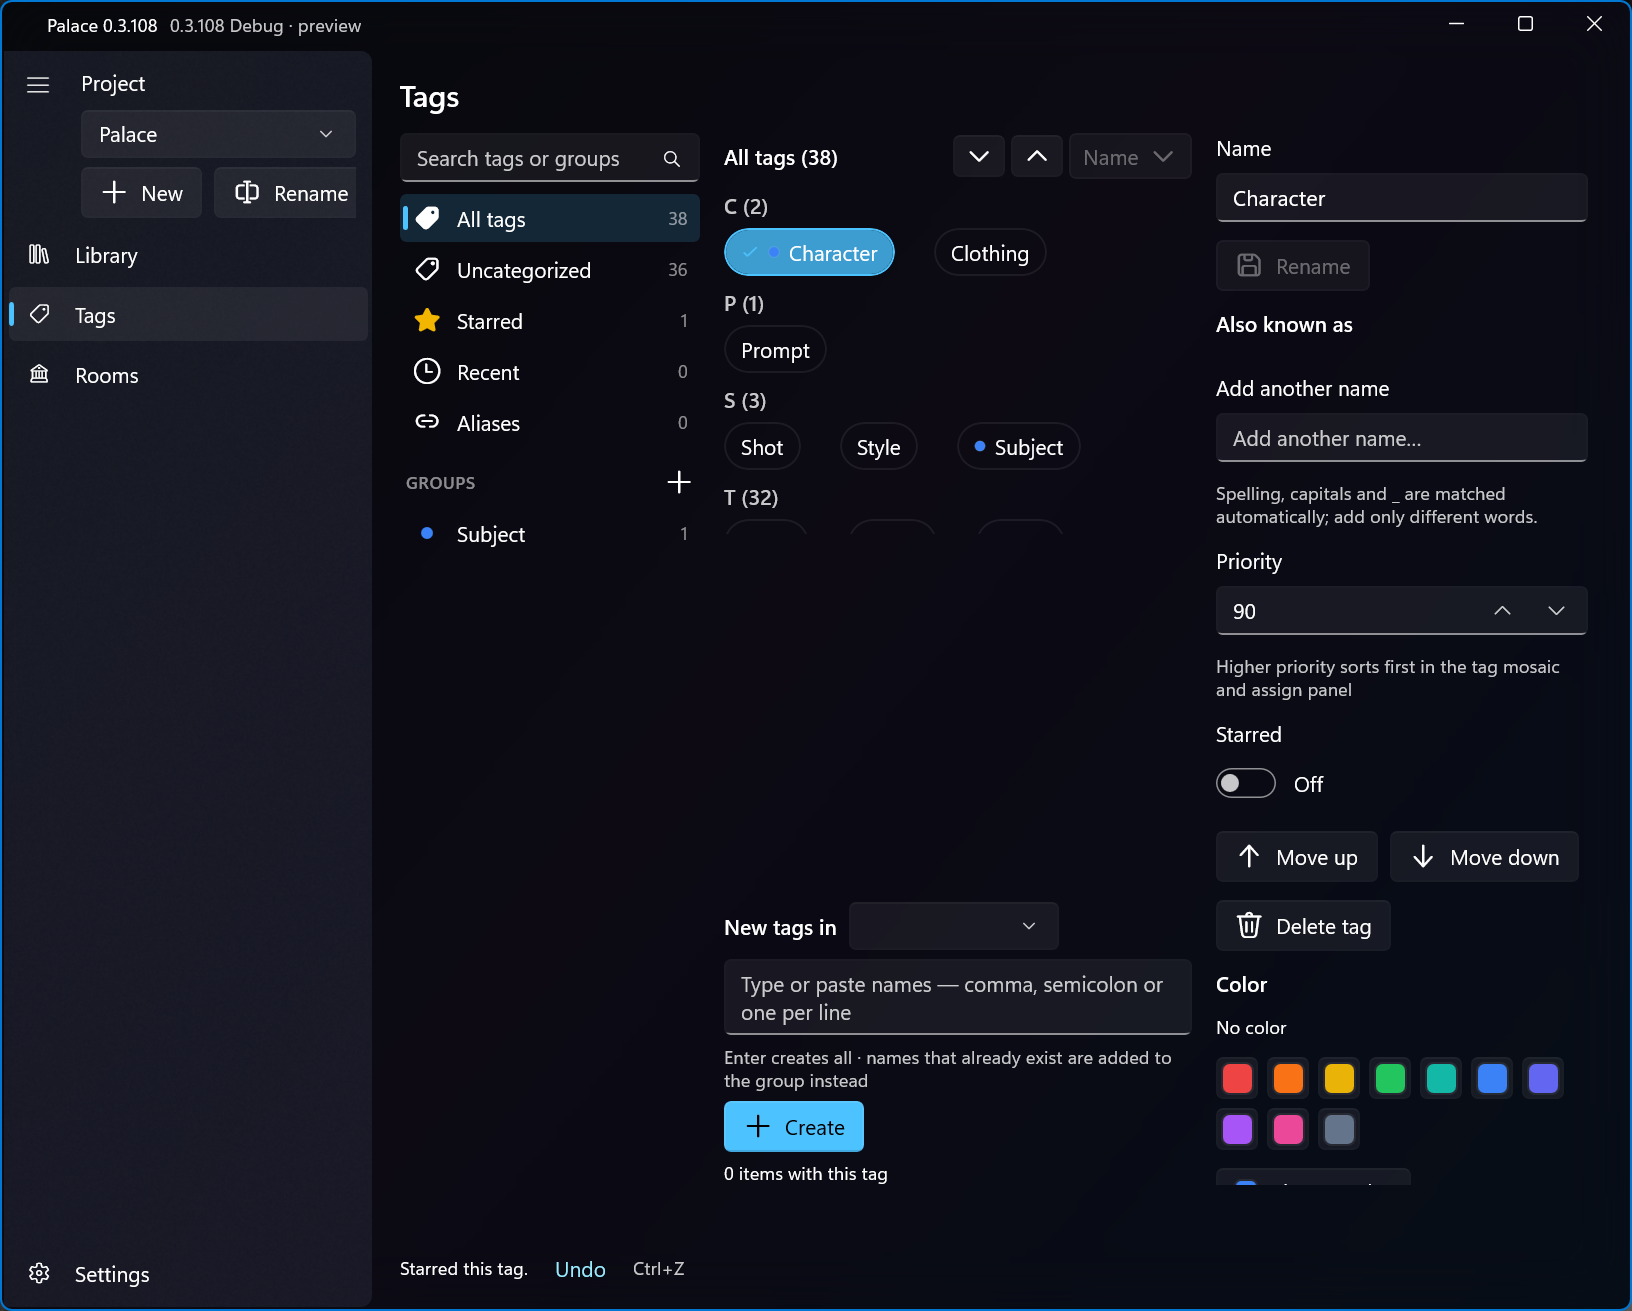 Palace 0.3.108 0.3.108 Debug · preview
Project
Palace
New
Rename
Library
Tags
Rooms
Settings
Tags
Search tags or groups
All tags 38
Uncategorized 36
Starred 1
Recent 0
Aliases 0
GROUPS
Subject 1
All tags (38)
Name
C (2)
Character
Clothing
P (1)
Prompt
S (3)
Shot
Style
Subject
T (32)
New tags in
Type or paste names — comma, semicolon or
one per line
Enter creates all · names that already exist are added to
the group instead
Create
0 items with this tag
Name
Character
Rename
Also known as
Add another name
Add another name...
Spelling, capitals and _ are matched
automatically; add only different words.
Priority
90
Higher priority sorts first in the tag mosaic
and assign panel
Starred
Off
Move up
Move down
Delete tag
Color
No color
Starred this tag. Undo Ctrl+Z